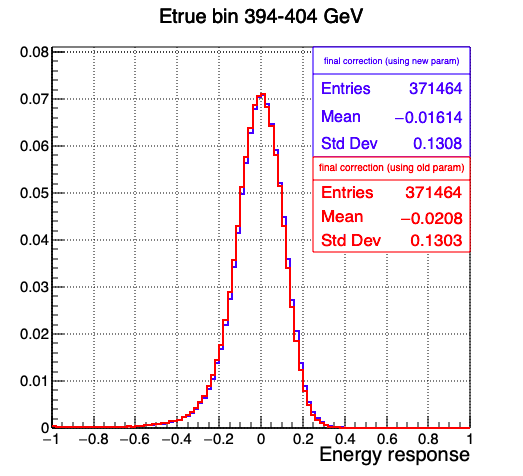 Etrue bin 394-404 GeV
0.08
0.07
0.06
0.05
0.04
0.03
0.02
0.01
0
final correction (using new param)
Entries 371464
Mean −0.01614
Std Dev 0.1308
final correction (using old param)
Entries 371464
Mean −0.0208
Std Dev 0.1303
−1 −0.8 −0.6 −0.4 −0.2 0 0.2 0.4 0.6 0.8 1
Energy response